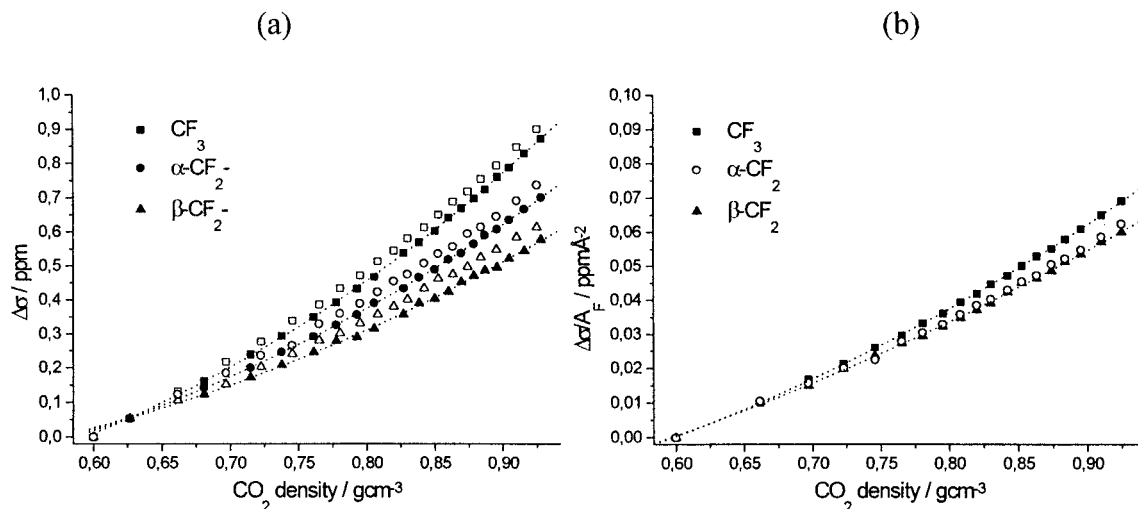 (a)
1,0
0,9
0,8
0,7
0,6
0,5
0,4
0,3
0,2
0,1
0,0
Δσ / ppm
CF3
α-CF2-
β-CF2-
0,60 0,65 0,70 0,75 0,80 0,85 0,90
CO2 density / gcm-3
(b)
0,10
0,09
0,08
0,07
0,06
0,05
0,04
0,03
0,02
0,01
0,00
Δσ/AF / ppmÅ-2
CF3
α-CF2
β-CF2
0,60 0,65 0,70 0,75 0,80 0,85 0,90
CO2 density / gcm-3